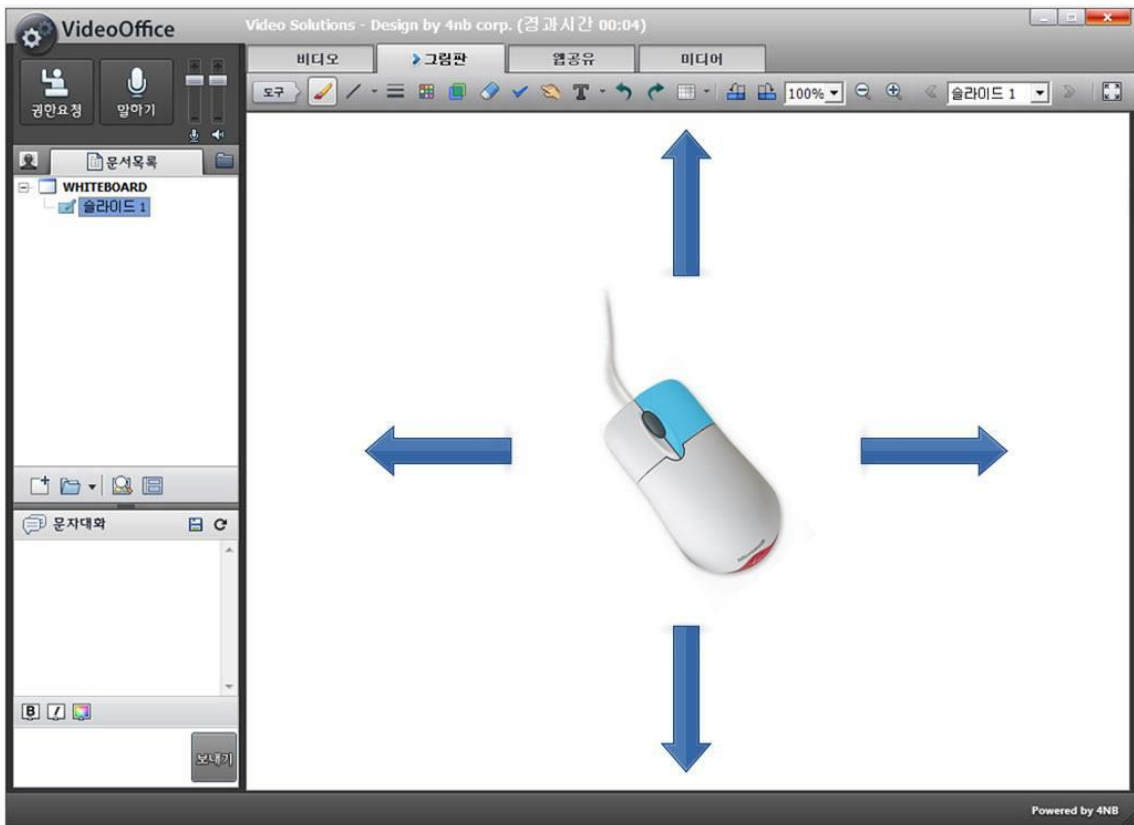 VideoOffice
Video Solutions - Design by 4nb corp. (경과시간 00:04)
비디오 그림판 앱공유 미디어
권한요청 말하기
도구 T 100% 슬라이드 1
문서목록
WHITEBOARD
슬라이드 1
문자대화
B I
보내기
Powered by 4NB